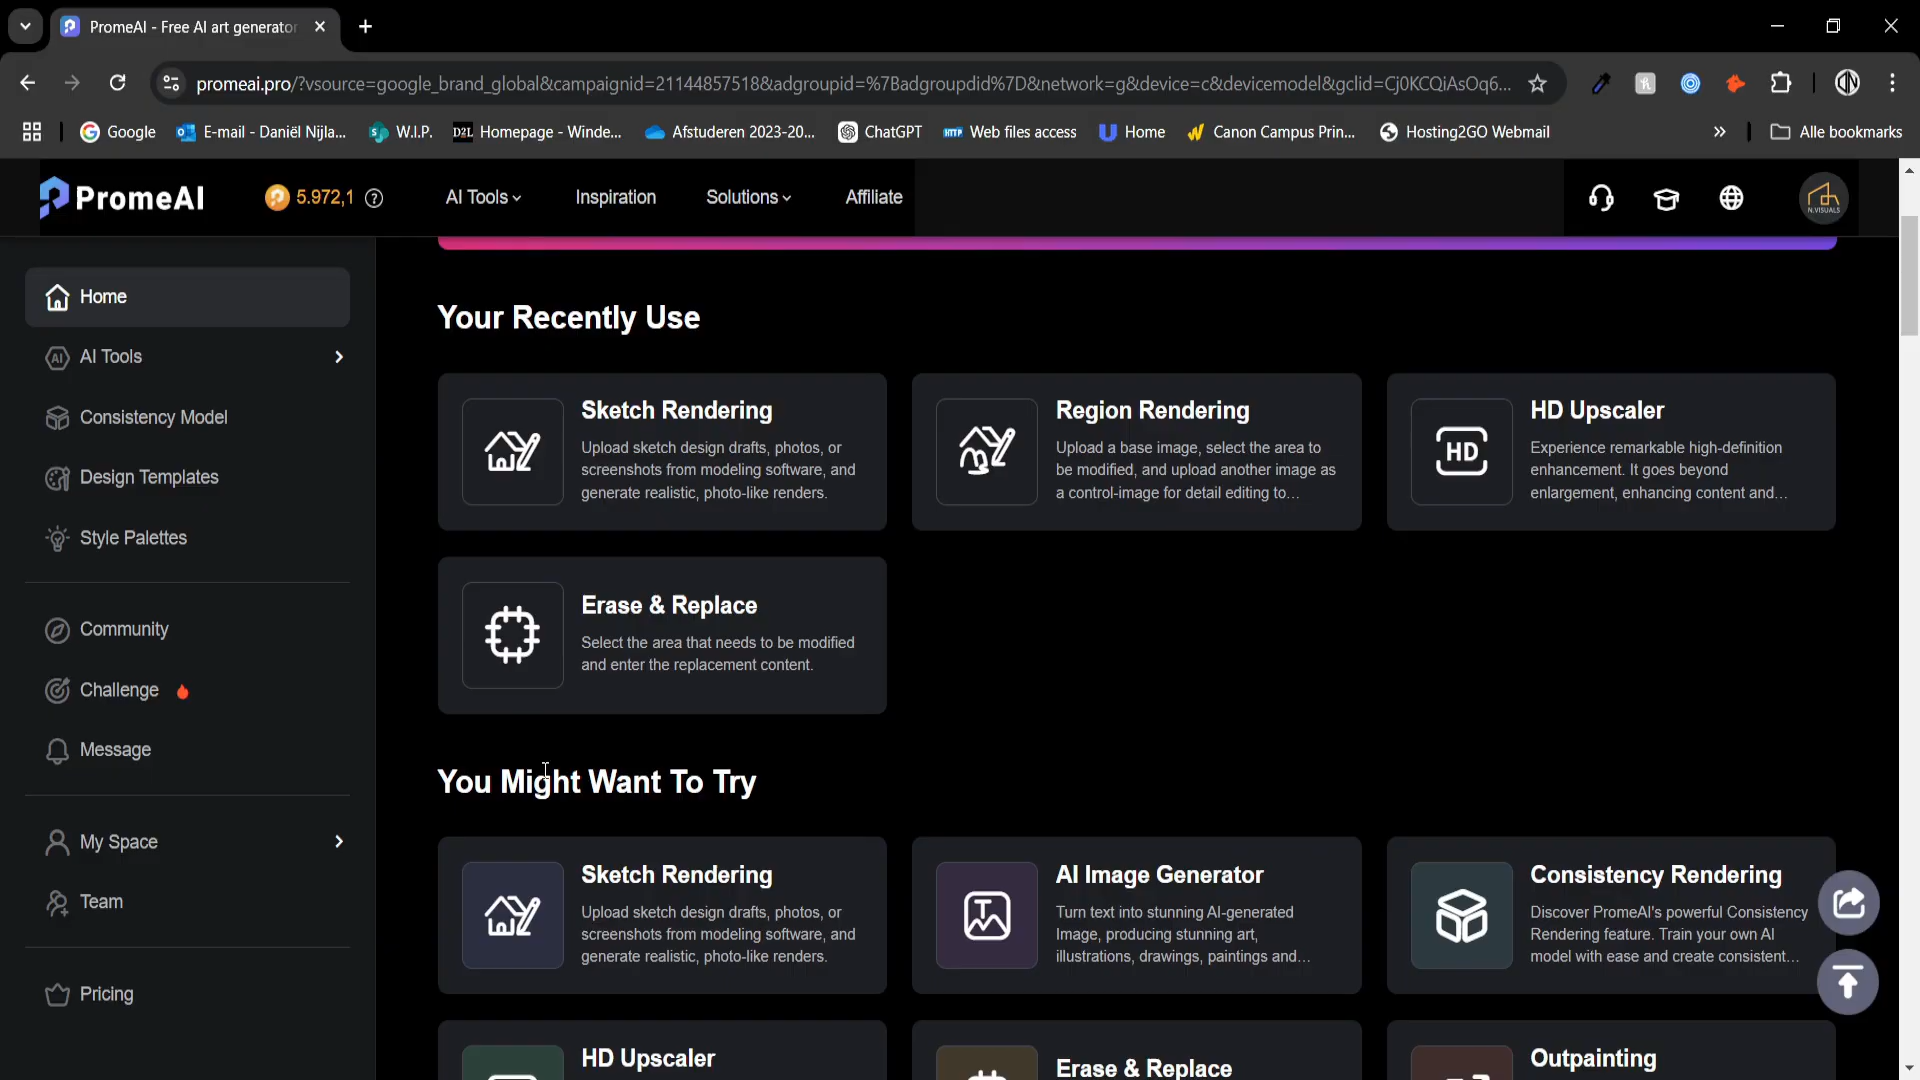 PromeAI - Free AI art generator
promeai.pro/?vsource=google_brand_global&campaignid=21144857518&adgroupid=%7Badgroupdid%7D&network=g&device=c&devicemodel&gclid=Cj0KCQiAsOq6...
Google E-mail - Daniël Nijla... W.I.P. D2L Homepage - Winde... Afstuderen 2023-20... ChatGPT HTTP Web files access Home Canon Campus Prin... Hosting2GO Webmail » Alle bookmarks
PromeAI 5.972,1 ? AI Tools Inspiration Solutions Affiliate N.VISUALS
Home
AI Tools
Consistency Model
Design Templates
Style Palettes
Community
Challenge
Message
My Space
Team
Pricing
Your Recently Use
Sketch Rendering
Upload sketch design drafts, photos, or
screenshots from modeling software, and
generate realistic, photo-like renders.
Region Rendering
Upload a base image, select the area to
be modified, and upload another image as
a control-image for detail editing to...
HD
HD Upscaler
Experience remarkable high-definition
enhancement. It goes beyond
enlargement, enhancing content and...
Erase & Replace
Select the area that needs to be modified
and enter the replacement content.
You Might Want To Try
Sketch Rendering
Upload sketch design drafts, photos, or
screenshots from modeling software, and
generate realistic, photo-like renders.
AI Image Generator
Turn text into stunning AI-generated
Image, producing stunning art,
illustrations, drawings, paintings and...
Consistency Rendering
Discover PromeAI's powerful Consistency
Rendering feature. Train your own AI
model with ease and create consistent...
HD Upscaler
Erase & Replace
Outpainting